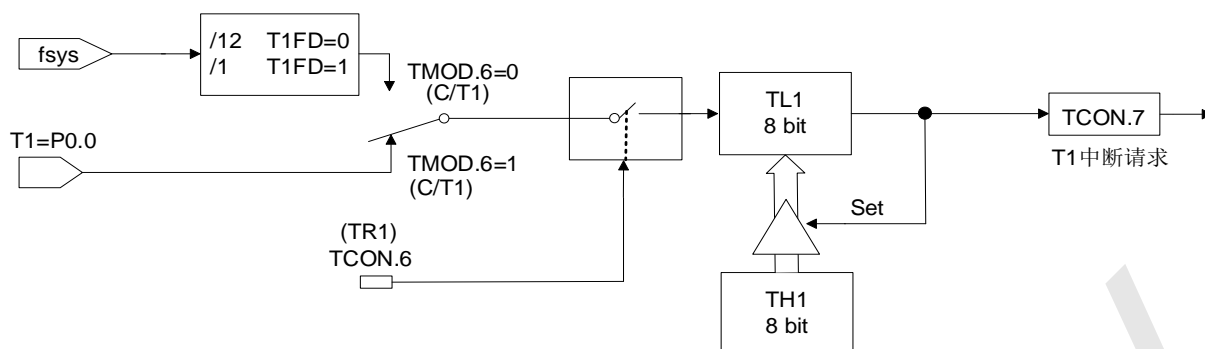 fsys
/12 T1FD=0
/1 T1FD=1
TMOD.6=0
(C/T1)
T1=P0.0
TMOD.6=1
(C/T1)
(TR1)
TCON.6
TL1
8 bit
Set
TH1
8 bit
TCON.7
T1中断请求